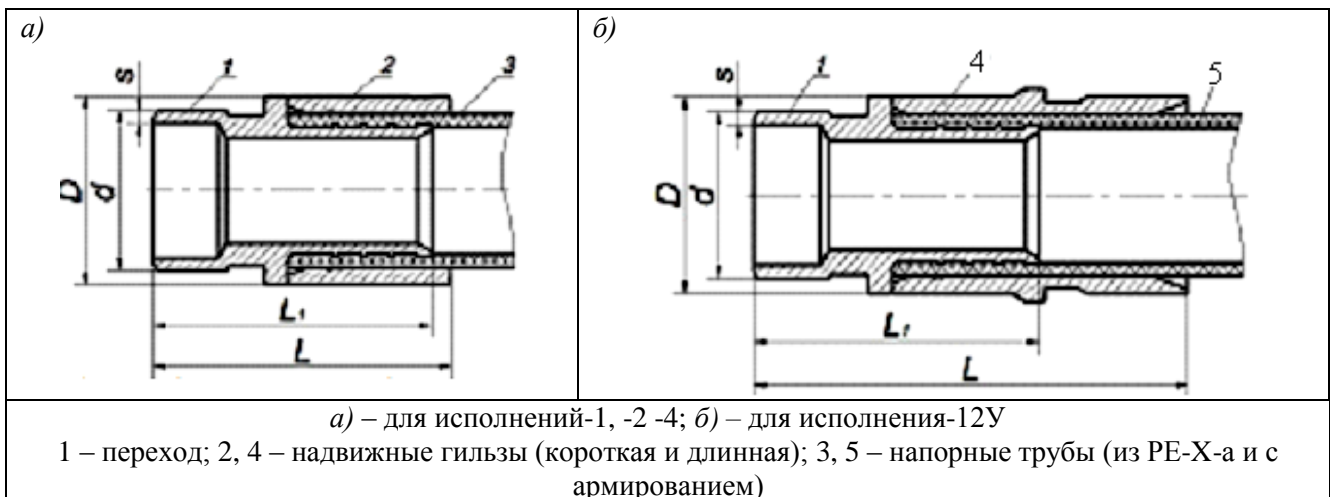 а)
1
2
3
s
D
d
L₁
L
б)
1
4
5
s
D
d
L₁
L
а) – для исполнений-1, -2 -4; б) – для исполнения-12У
1 – переход; 2, 4 – надвижные гильзы (короткая и длинная); 3, 5 – напорные трубы (из РЕ-Х-а и с
армированием)